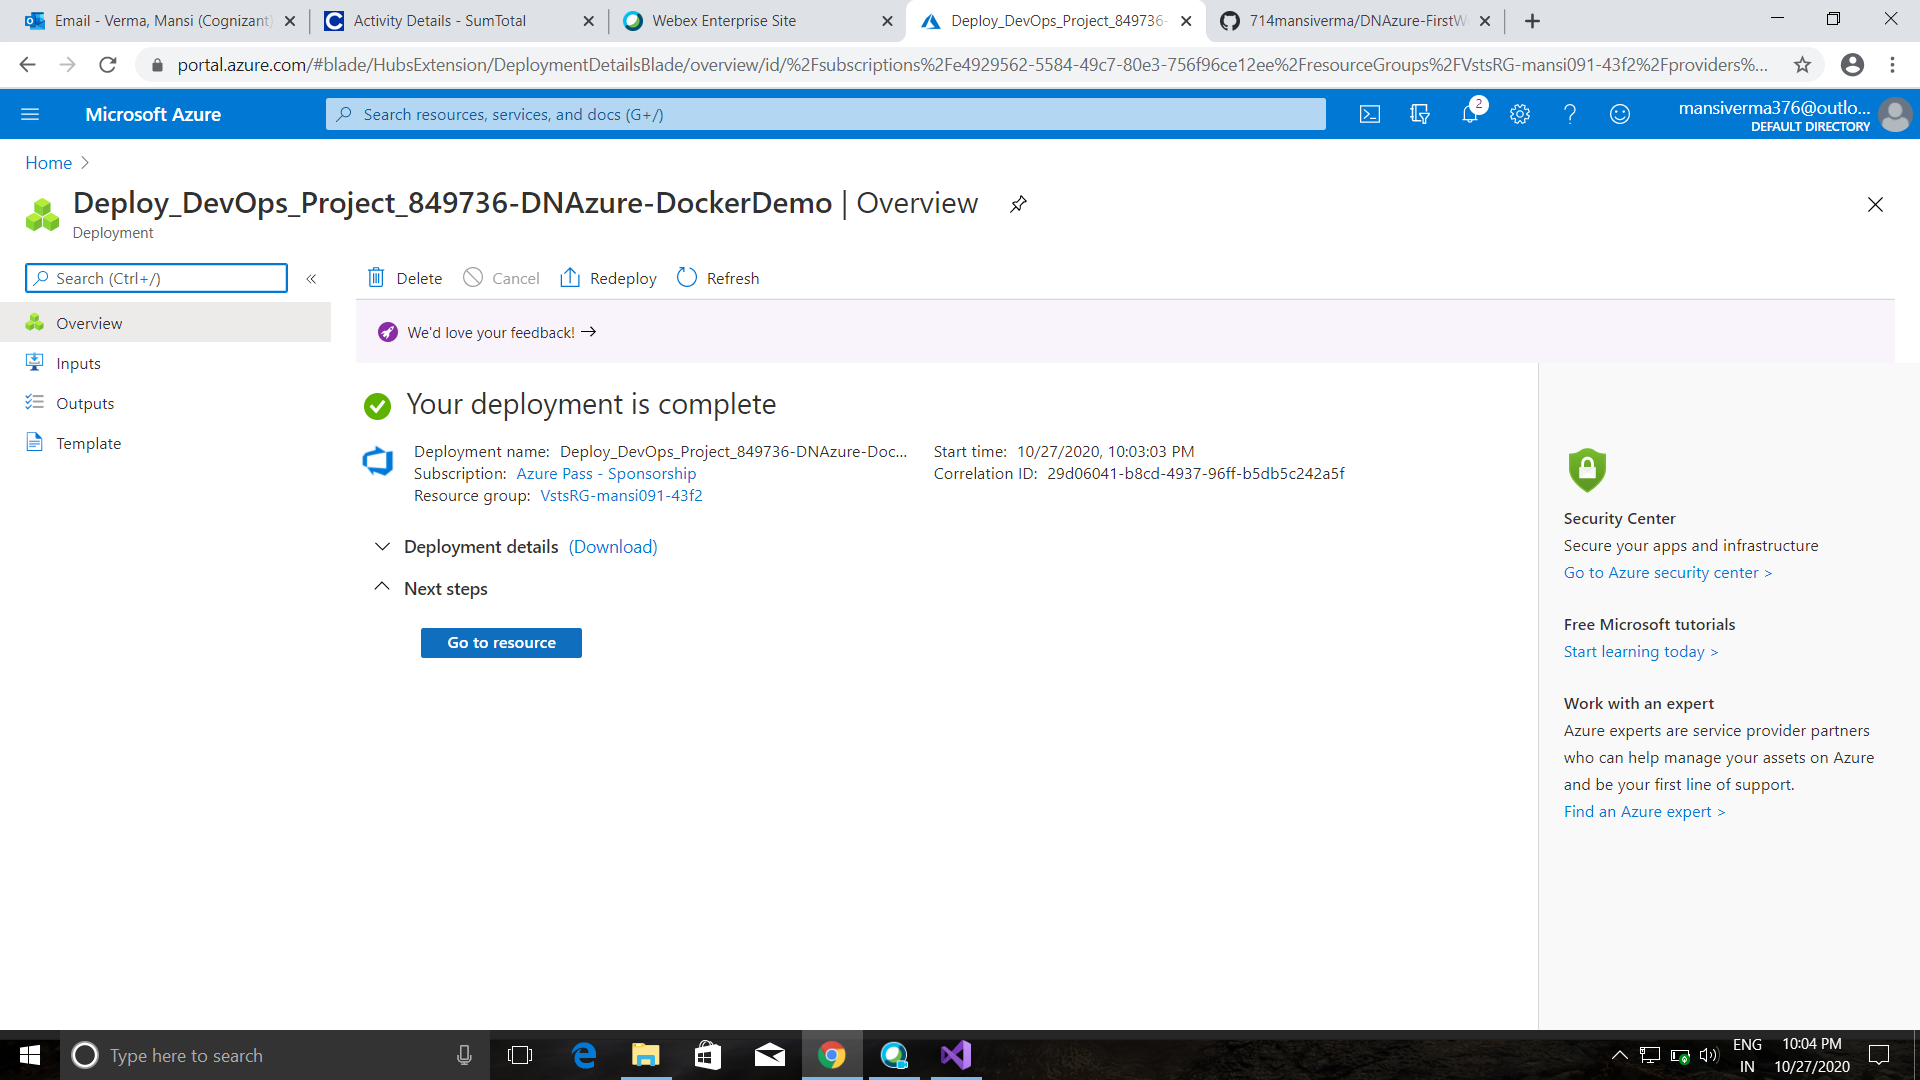 Email - Verma, Mansi (Cognizant)
Activity Details - SumTotal
Webex Enterprise Site
Deploy_DevOps_Project_849736-
714mansiverma/DNAzure-FirstW
portal.azure.com/#blade/HubsExtension/DeploymentDetailsBlade/overview/id/%2Fsubscriptions%2Fe4929562-5584-49c7-80e3-756f96ce12ee%2FresourceGroups%2FVstsRG-mansi091-43f2%2Fproviders%...
Microsoft Azure
Search resources, services, and docs (G+/)
2
mansiverma376@outlo...
DEFAULT DIRECTORY
Home
Deploy_DevOps_Project_849736-DNAzure-DockerDemo | Overview
Deployment
Search (Ctrl+/)
«
Delete
Cancel
Redeploy
Refresh
Overview
Inputs
Outputs
Template
We'd love your feedback! →
Your deployment is complete
Deployment name: Deploy_DevOps_Project_849736-DNAzure-Doc...
Subscription: Azure Pass - Sponsorship
Resource group: VstsRG-mansi091-43f2
Start time: 10/27/2020, 10:03:03 PM
Correlation ID: 29d06041-b8cd-4937-96ff-b5db5c242a5f
Deployment details (Download)
Next steps
Go to resource
Security Center
Secure your apps and infrastructure
Go to Azure security center >
Free Microsoft tutorials
Start learning today >
Work with an expert
Azure experts are service provider partners
who can help manage your assets on Azure
and be your first line of support.
Find an Azure expert >
Type here to search
ENG
IN
10:04 PM
10/27/2020